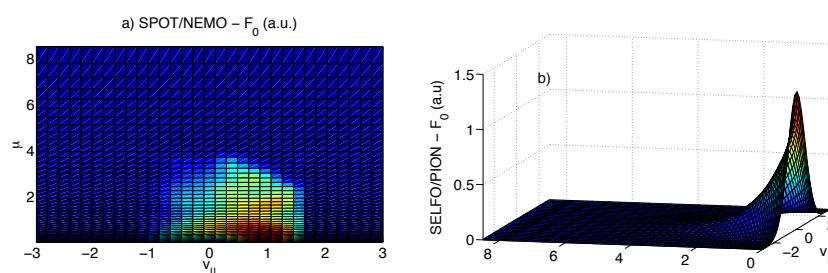 a) SPOT/NEMO − F0 (a.u.)
8
6
4
2
μ
−3 −2 −1 0 1 2 3
v||
b)
SELFO/PION − F0 (a.u)
1.5
1
0.5
0
8 6 4 2 0
−2 0
v